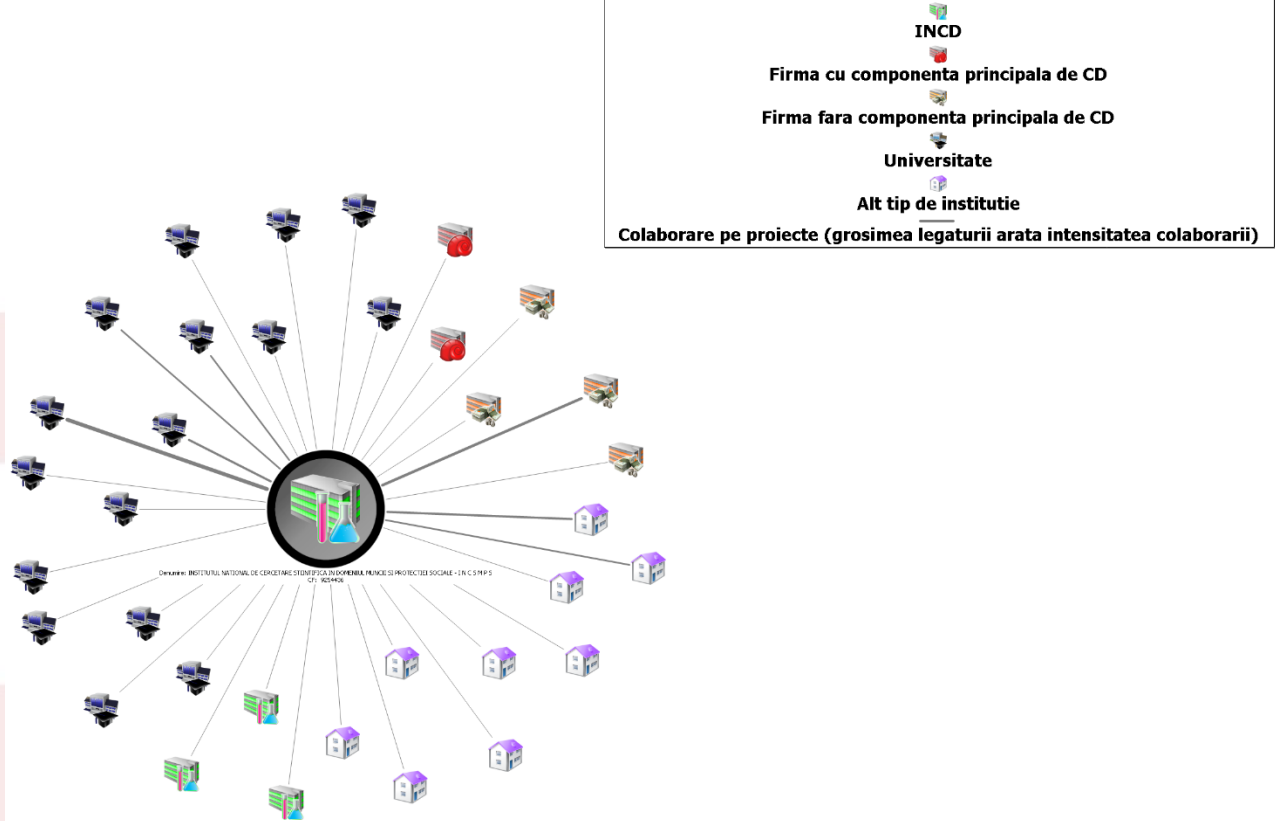 INCD
Firma cu componenta principala de CD
Firma fara componenta principala de CD
Universitate
Alt tip de institutie
Colaborare pe proiecte (grosimea legaturii arata intensitatea colaborarii)
Denumire: INSTITUTUL NATIONAL DE CERCETARE STIINTIFICA IN DOMENIUL MUNCII SI PROTECTIEI SOCIALE - I N C S M P S
CF: 9254406